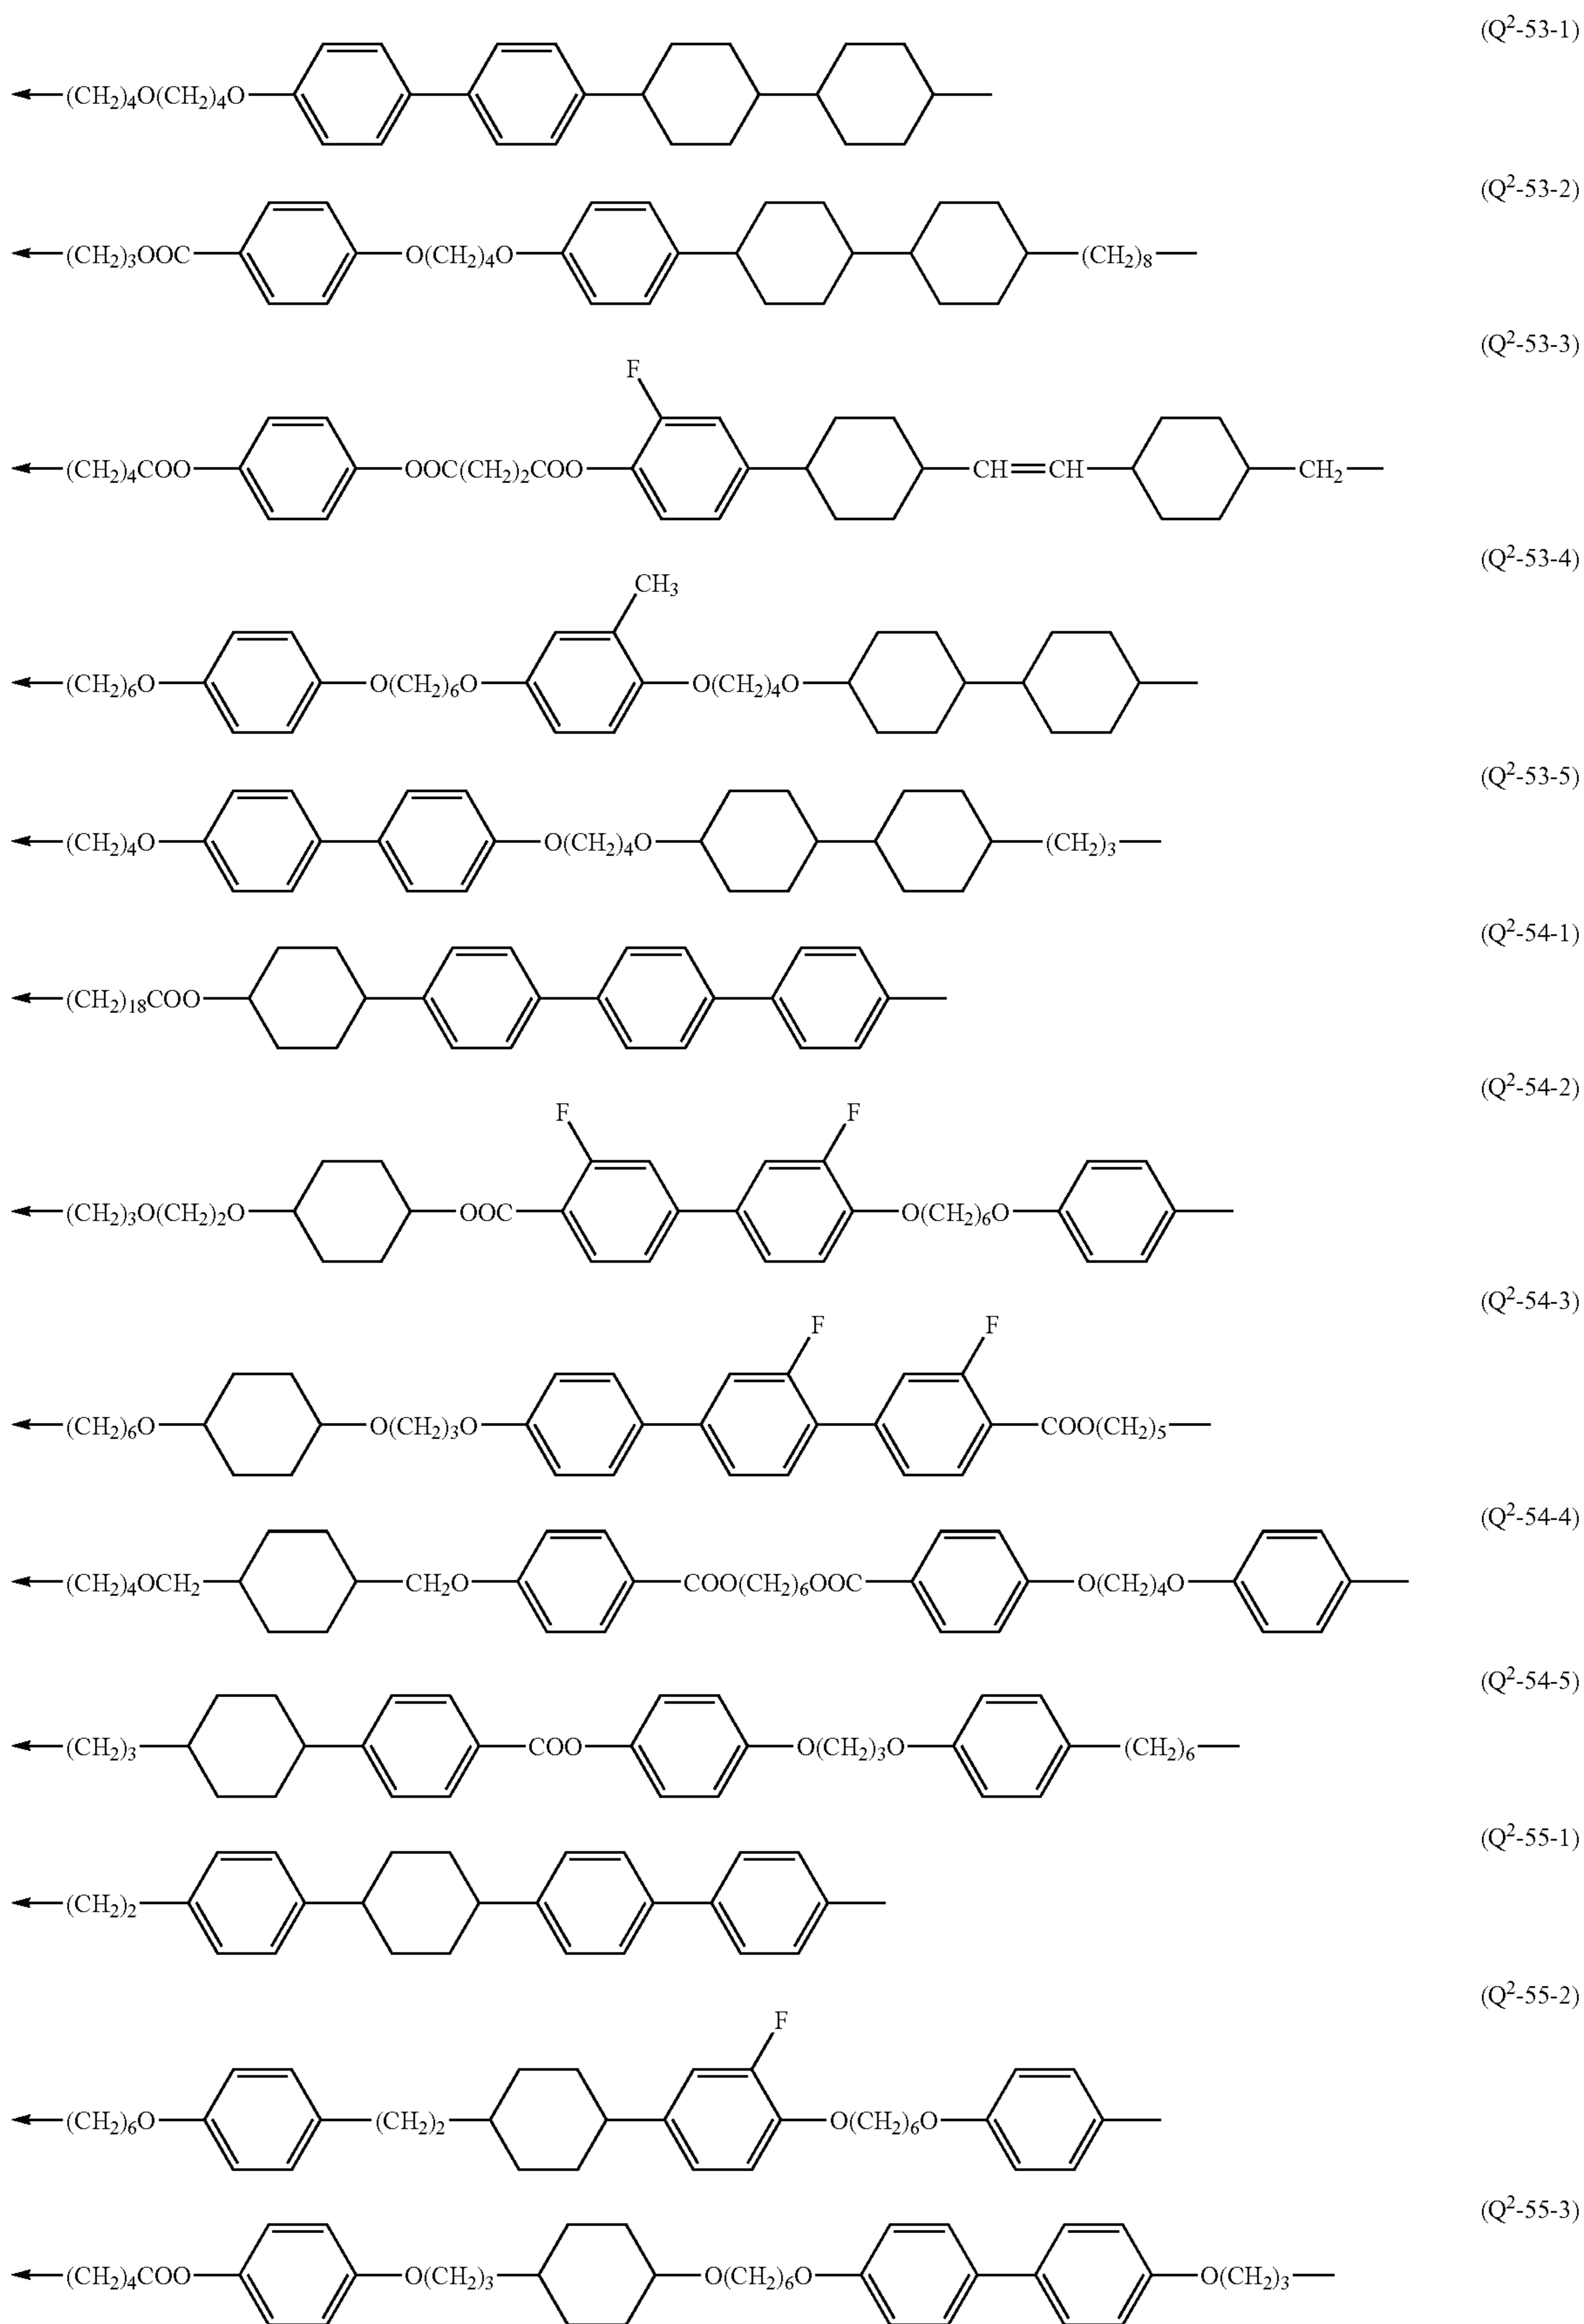 (Q²-53-1)
(CH₂)₄O(CH₂)₄O
(Q²-53-2)
(CH₂)₃OOC O(CH₂)₄O (CH₂)₈
(Q²-53-3)
F
(CH₂)₄COO OOC(CH₂)₂COO CH CH CH₂
(Q²-53-4)
CH₃
(CH₂)₆O O(CH₂)₆O O(CH₂)₄O
(Q²-53-5)
(CH₂)₄O O(CH₂)₄O (CH₂)₃
(Q²-54-1)
(CH₂)₁₈COO
(Q²-54-2)
F F
(CH₂)₃O(CH₂)₂O OOC O(CH₂)₆O
(Q²-54-3)
F F
(CH₂)₆O O(CH₂)₃O COO(CH₂)₅
(Q²-54-4)
(CH₂)₄OCH₂ CH₂O COO(CH₂)₆OOC O(CH₂)₄O
(Q²-54-5)
(CH₂)₃ COO O(CH₂)₃O (CH₂)₆
(Q²-55-1)
(CH₂)₂
(Q²-55-2)
F
(CH₂)₆O (CH₂)₂ O(CH₂)₆O
(Q²-55-3)
(CH₂)₄COO O(CH₂)₃ O(CH₂)₆O O(CH₂)₃